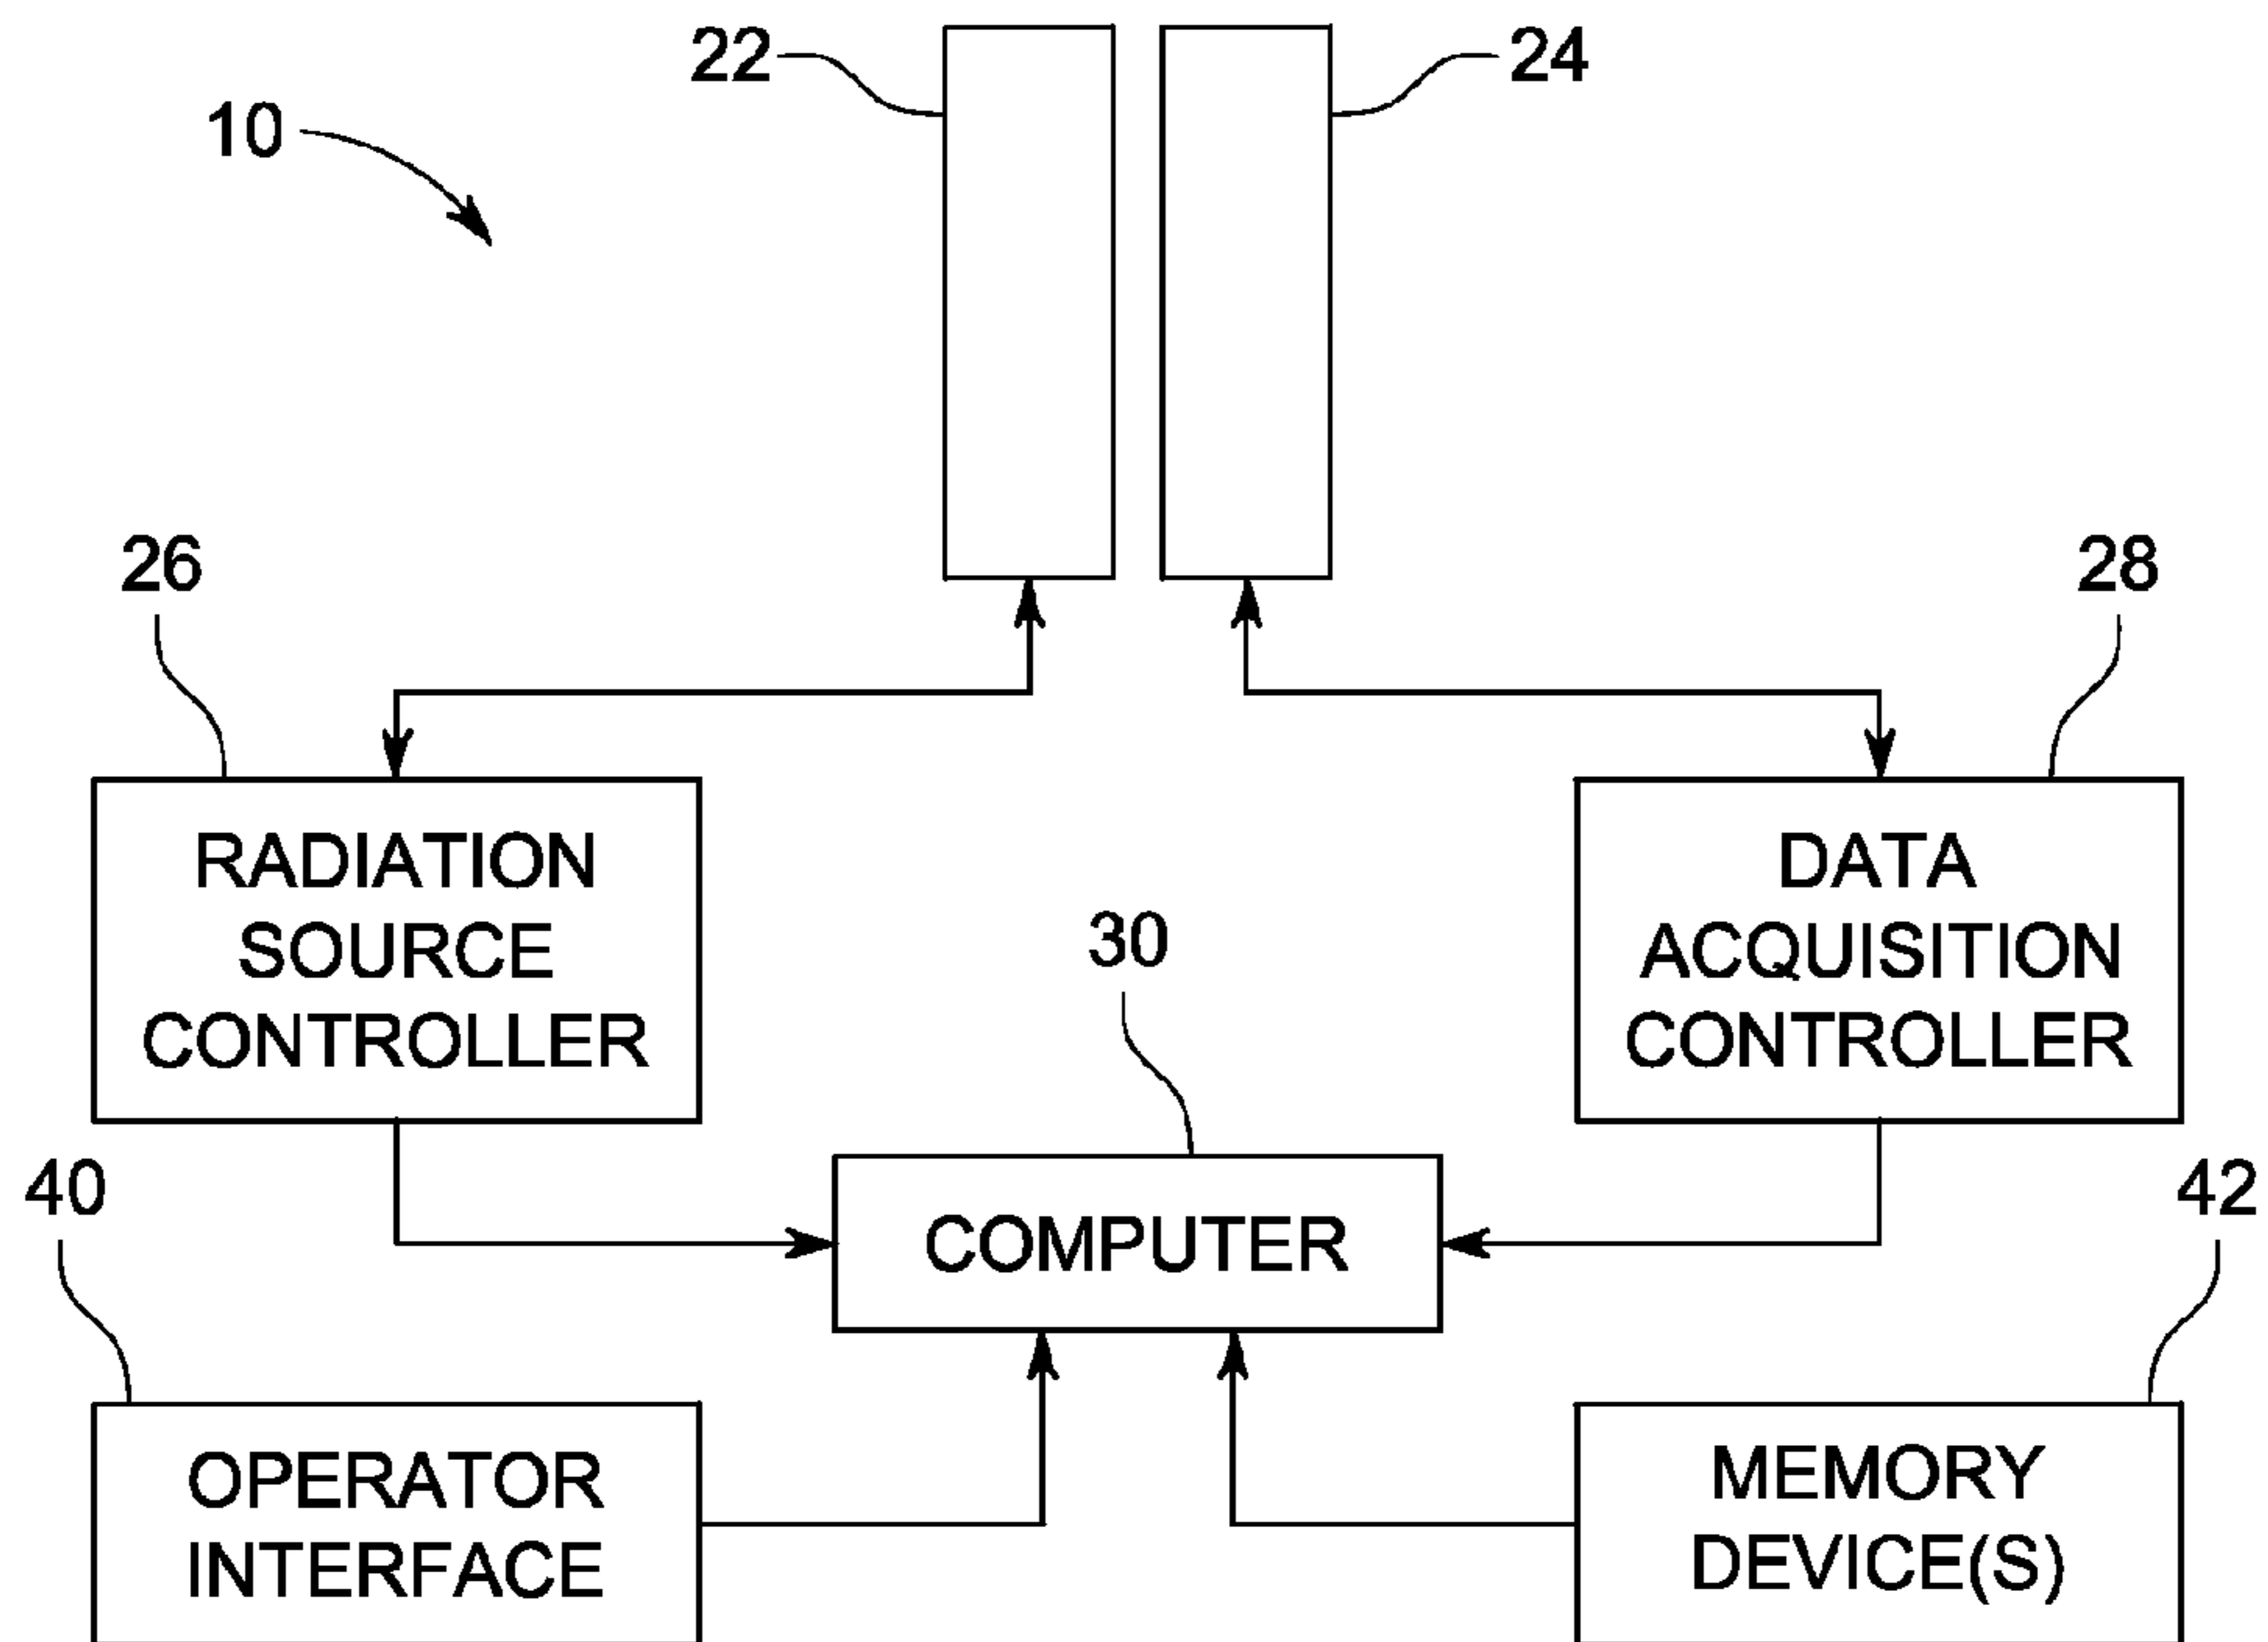 22
24
10
26
28
RADIATION
SOURCE
CONTROLLER
DATA
ACQUISITION
CONTROLLER
30
40
42
COMPUTER
OPERATOR
INTERFACE
MEMORY
DEVICE(S)